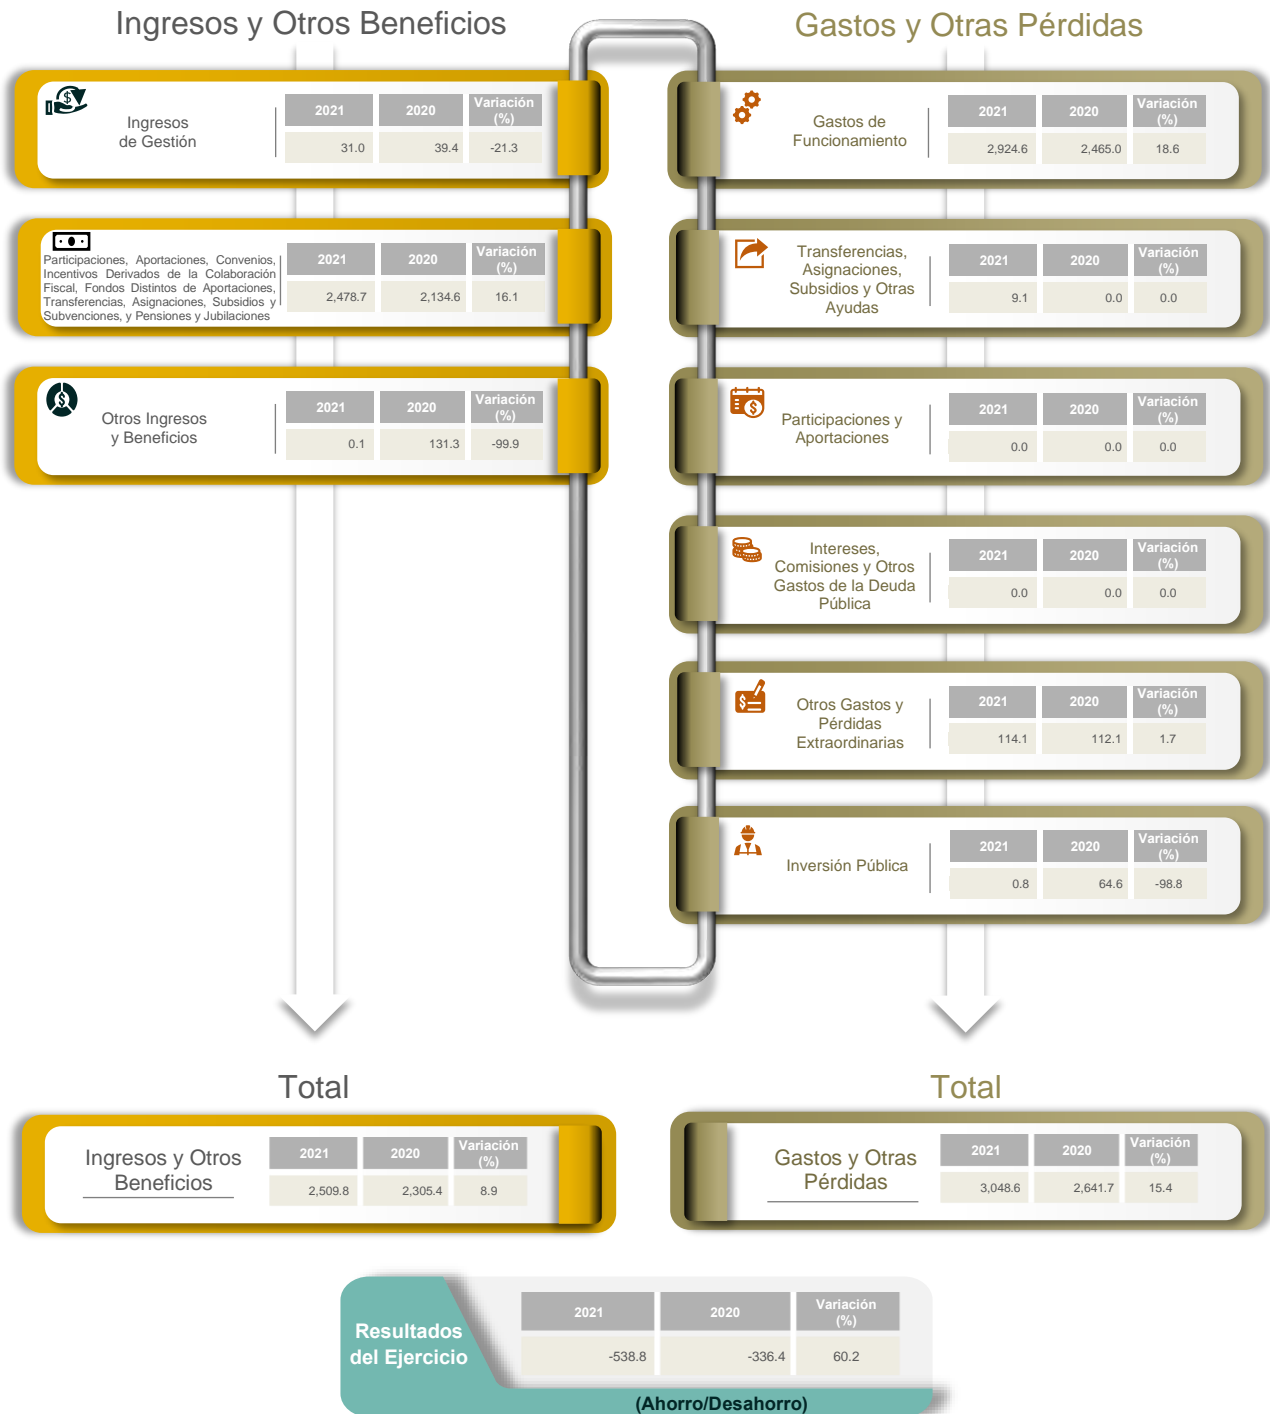 Ingresos y Otros Beneficios
Ingresos
de Gestión
2021 2020 Variación (%)
31.0 39.4 -21.3
Participaciones, Aportaciones, Convenios,
Incentivos Derivados de la Colaboración
Fiscal, Fondos Distintos de Aportaciones,
Transferencias, Asignaciones, Subsidios y
Subvenciones, y Pensiones y Jubilaciones
2021 2020 Variación (%)
2,478.7 2,134.6 16.1
Otros Ingresos
y Beneficios
2021 2020 Variación (%)
0.1 131.3 -99.9
Gastos y Otras Pérdidas
Gastos de
Funcionamiento
2021 2020 Variación (%)
2,924.6 2,465.0 18.6
Transferencias,
Asignaciones,
Subsidios y Otras
Ayudas
2021 2020 Variación (%)
9.1 0.0 0.0
Participaciones y
Aportaciones
2021 2020 Variación (%)
0.0 0.0 0.0
Intereses,
Comisiones y Otros
Gastos de la Deuda
Pública
2021 2020 Variación (%)
0.0 0.0 0.0
Otros Gastos y
Pérdidas
Extraordinarias
2021 2020 Variación (%)
114.1 112.1 1.7
Inversión Pública
2021 2020 Variación (%)
0.8 64.6 -98.8
Total
Ingresos y Otros
Beneficios
2021 2020 Variación (%)
2,509.8 2,305.4 8.9
Total
Gastos y Otras
Pérdidas
2021 2020 Variación (%)
3,048.6 2,641.7 15.4
Resultados
del Ejercicio
2021 2020 Variación (%)
-538.8 -336.4 60.2
(Ahorro/Desahorro)